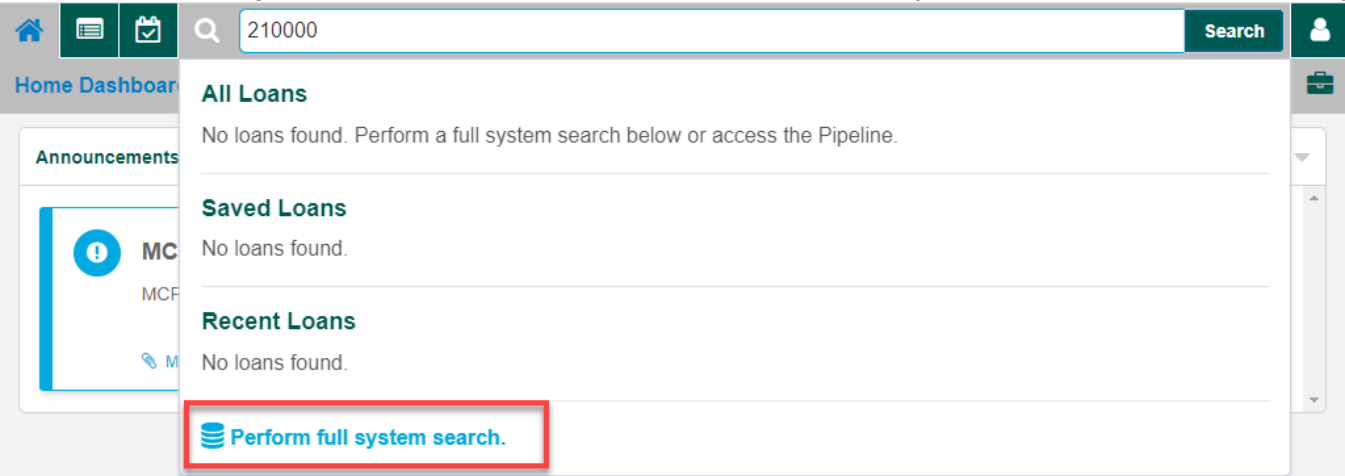 210000
Search
Home Dashboar
All Loans
No loans found. Perform a full system search below or access the Pipeline.
Announcements
Saved Loans
MC
No loans found.
MCF
Recent Loans
M
No loans found.
Perform full system search.